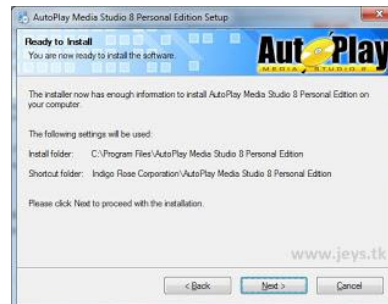 AutoPlay Media Studio 8 Personal Edition Setup
Ready to Install
You are now ready to install the software.
AutoPlay
MEDIA STUDIO 8
The installer now has enough information to install AutoPlay Media Studio 8 Personal Edition on
your computer.
The following settings will be used:
Install folder: C:\Program Files\AutoPlay Media Studio 8 Personal Edition
Shortcut folder: Indigo Rose Corporation\AutoPlay Media Studio 8 Personal Edition
Please click Next to proceed with the installation.
www.jeys.tk
< Back
Next >
Cancel